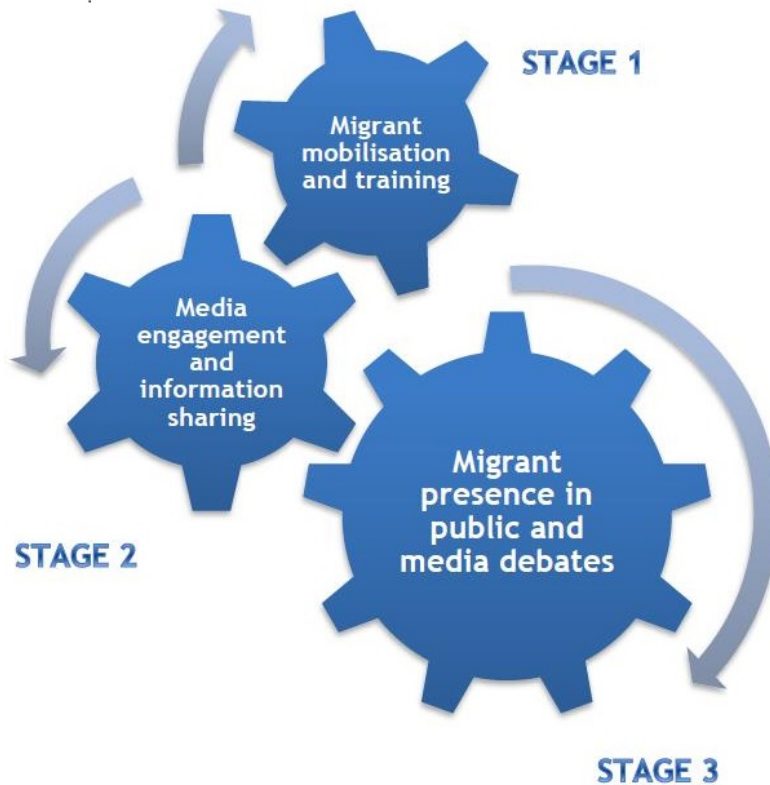 STAGE 1
Migrant
mobilisation
and training
Media
engagement
and
information
sharing
STAGE 2
Migrant
presence in
public and
media debates
STAGE 3